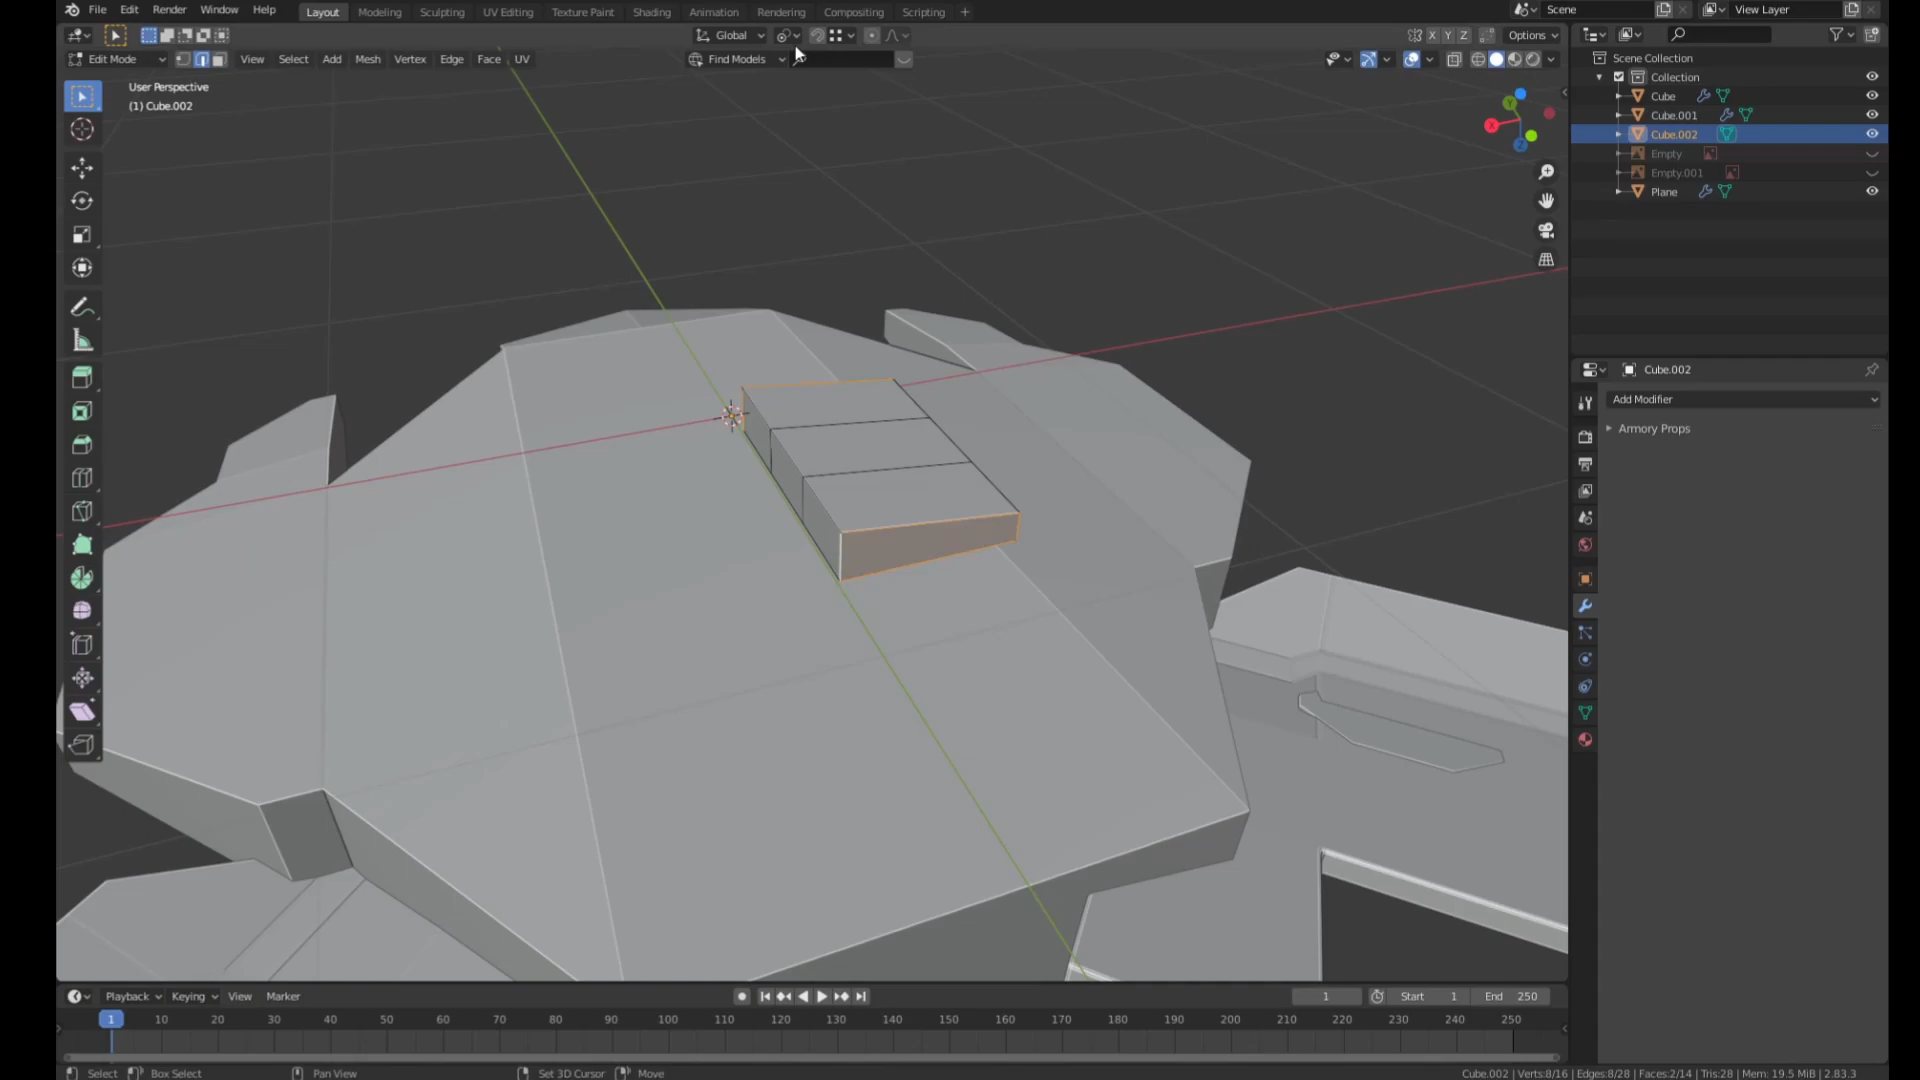 File Edit Render Window Help Layout Modeling Sculpting UV Editing Texture Paint Shading Animation Rendering Compositing Scripting + Scene View Layer
Global Options
X Y Z
Edit Mode View Select Add Mesh Vertex Edge Face UV Find Models
User Perspective
(1) Cube.002
X
Y
Z
Scene Collection
Collection
Cube
Cube.001
Cube.002
Empty
Empty.001
Plane
Cube.002
Add Modifier
Armory Props
Playback Keying View Marker 1 Start 1 End 250
1 10 20 30 40 50 60 70 80 90 100 110 120 130 140 150 160 170 180 190 200 210 220 230 240 250
Select Box Select Pan View Set 3D Cursor Move Cube.002 | Verts:8/16 | Edges:8/28 | Faces:2/14 | Tris:28 | Mem: 19.5 MiB | 2.83.3